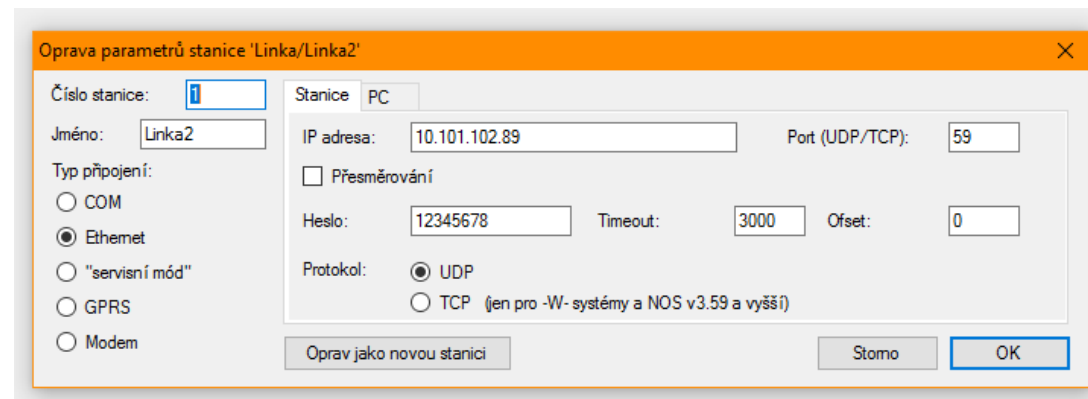 Oprava parametrů stanice 'Linka/Linka2'
Číslo stanice: 1
Jméno: Linka2
Typ připojení:
COM
Ethernet
"servisní mód"
GPRS
Modem
Stanice PC
IP adresa: 10.101.102.89 Port (UDP/TCP): 59
Přesměrování
Heslo: 12345678 Timeout: 3000 Ofset: 0
Protokol: UDP
TCP (jen pro -W- systémy a NOS v3.59 a vyšší)
Oprav jako novou stanici Storno OK